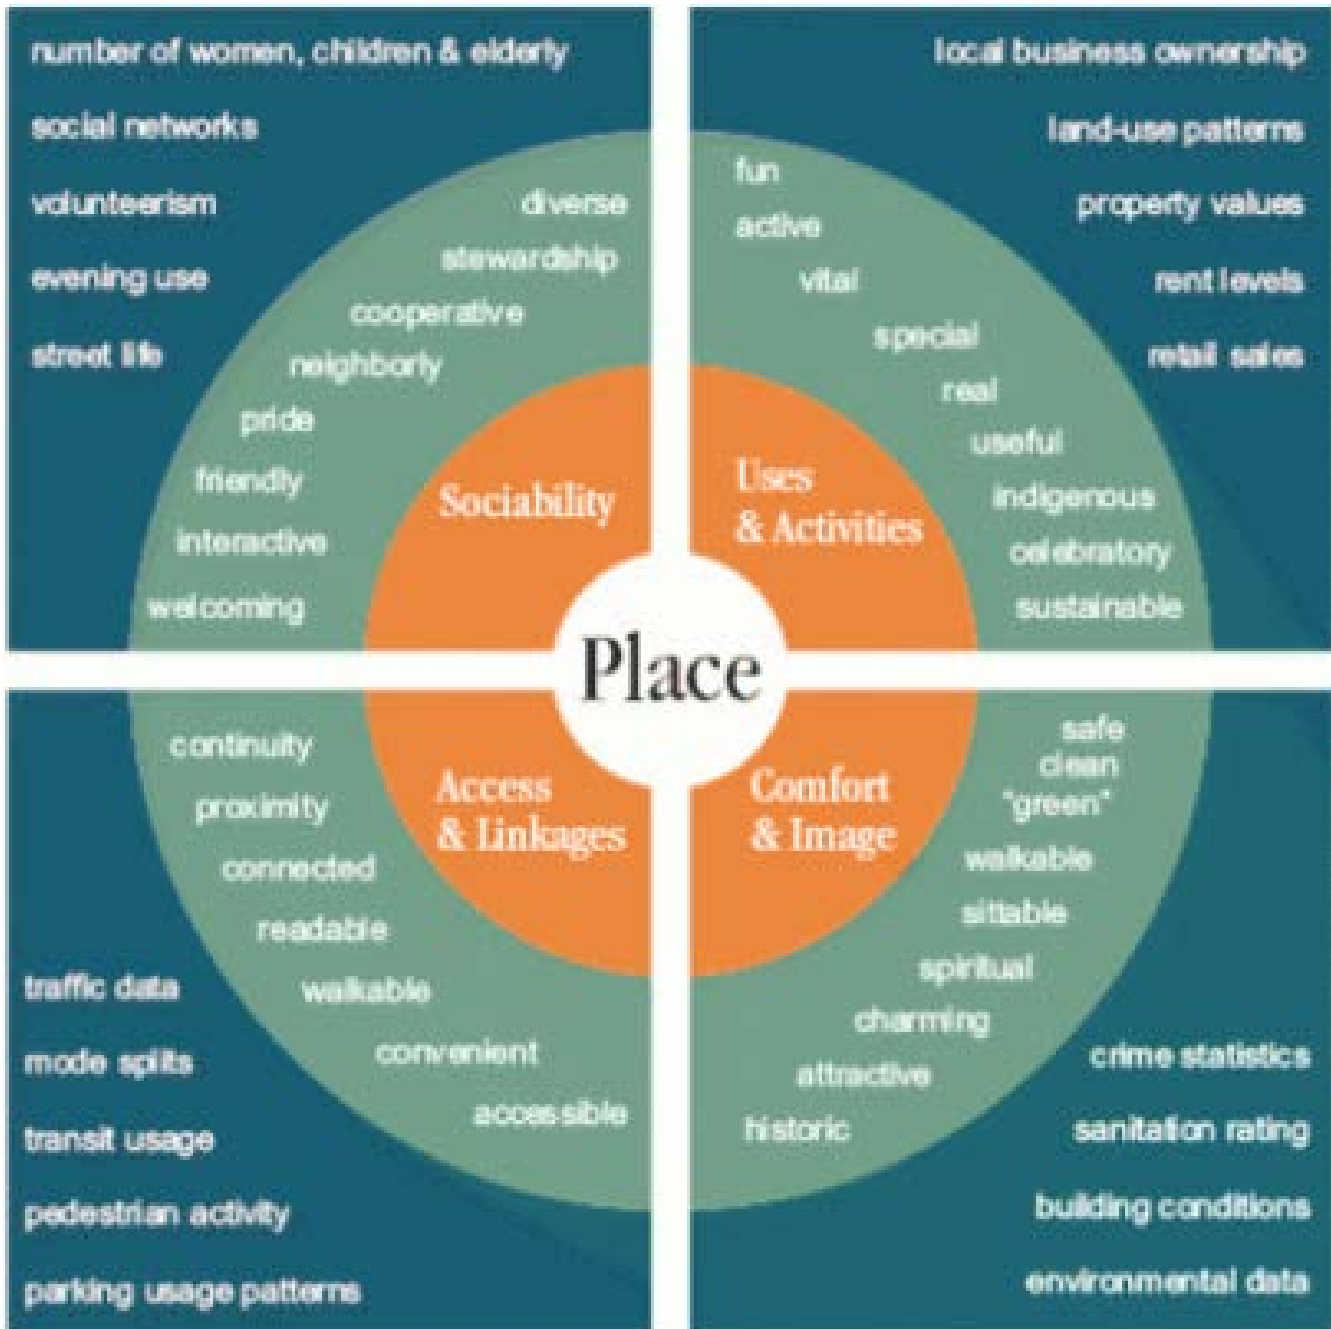 number of women, children & elderly
social networks
volunteerism
evening use
street life
diverse
stewardship
cooperative
neighborly
pride
friendly
interactive
welcoming
Sociability
local business ownership
land-use patterns
property values
rent levels
retail sales
fun
active
vital
special
real
useful
indigenous
celebratory
sustainable
Uses
& Activities
Place
continuity
proximity
connected
readable
walkable
convenient
accessible
Access
& Linkages
traffic data
mode splits
transit usage
pedestrian activity
parking usage patterns
Comfort
& Image
safe
clean
"green"
walkable
sittable
spiritual
charming
attractive
historic
crime statistics
sanitation rating
building conditions
environmental data